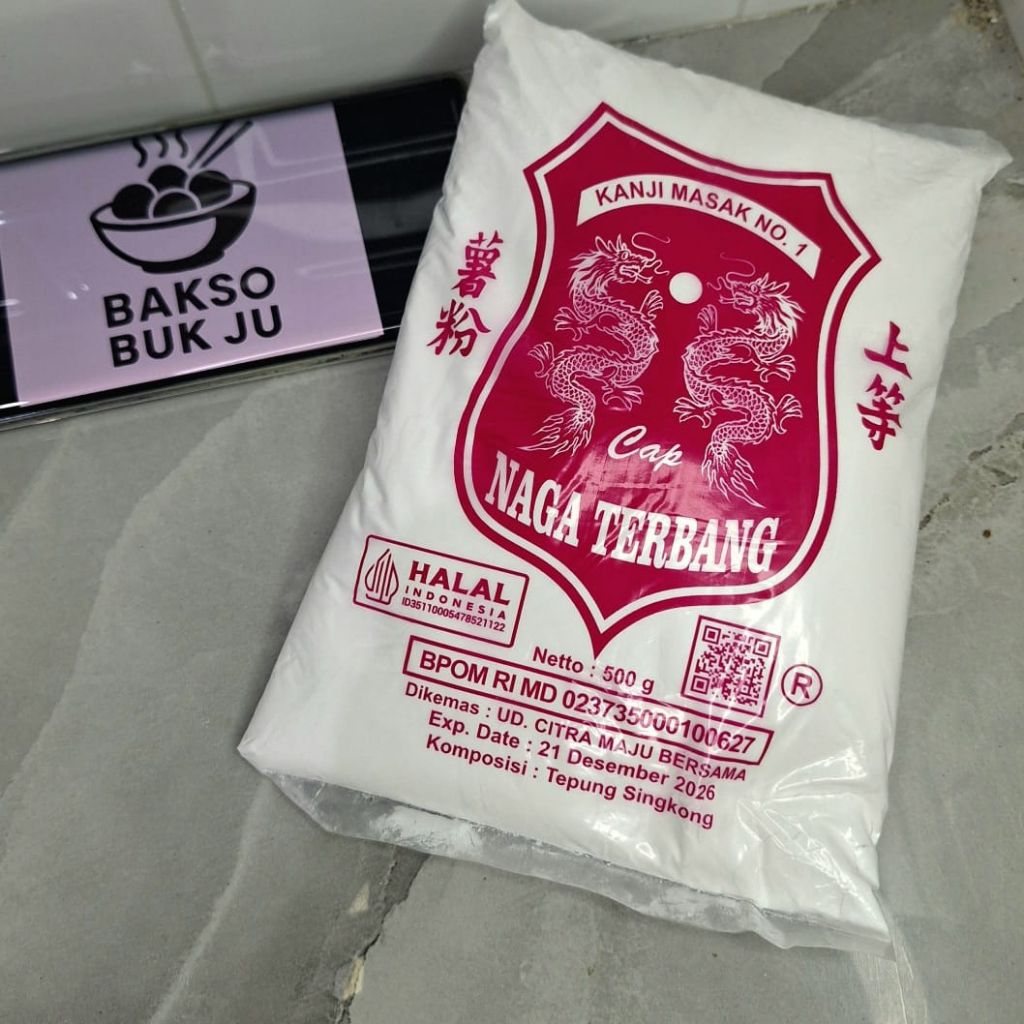 BAKSO
BUK JU
KANJI MASAK NO. 1
薯粉
上等
Cap
NAGA TERBANG
HALAL
INDONESIA
ID35110005478521122
Netto : 500 g
®
BPOM RI MD 023735000100627
Dikemas : UD. CITRA MAJU BERSAMA
Exp. Date : 21 Desember 2026
Komposisi : Tepung Singkong